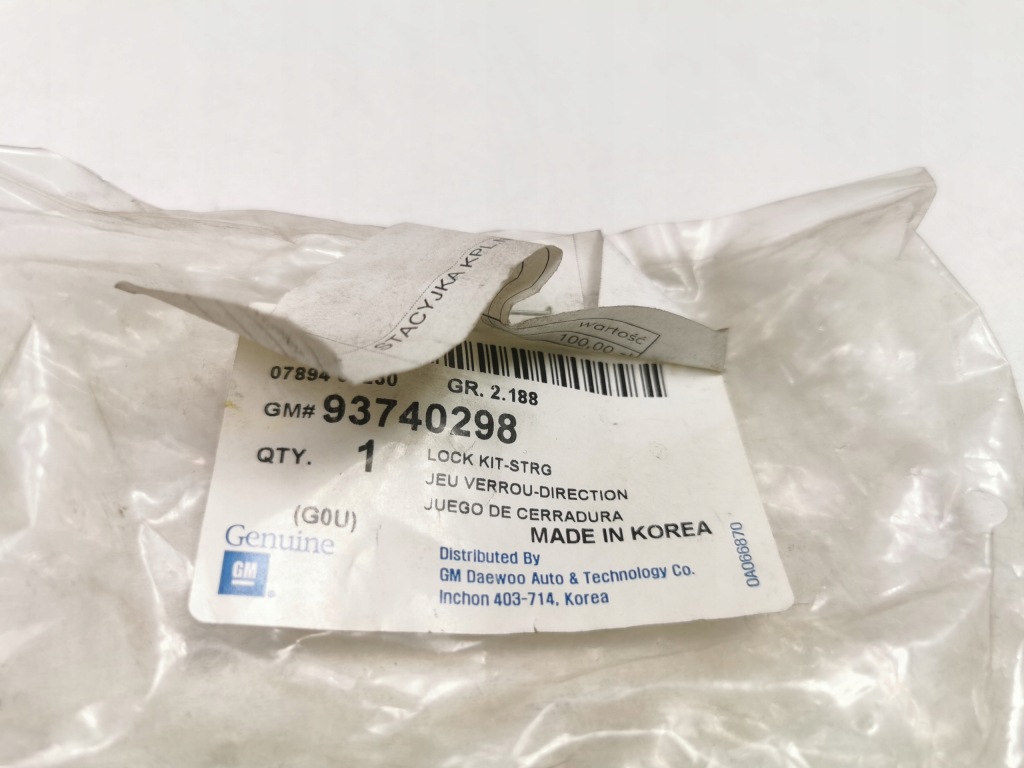 STACYJKA KPL.
Wartość
100,00
07894
GR. 2.188
GM# 93740298
QTY. 1
LOCK KIT-STRG
JEU VERROU-DIRECTION
JUEGO DE CERRADURA
(G0U)
MADE IN KOREA
Genuine
GM
Distributed By
GM Daewoo Auto & Technology Co.
Inchon 403-714, Korea
0A066870